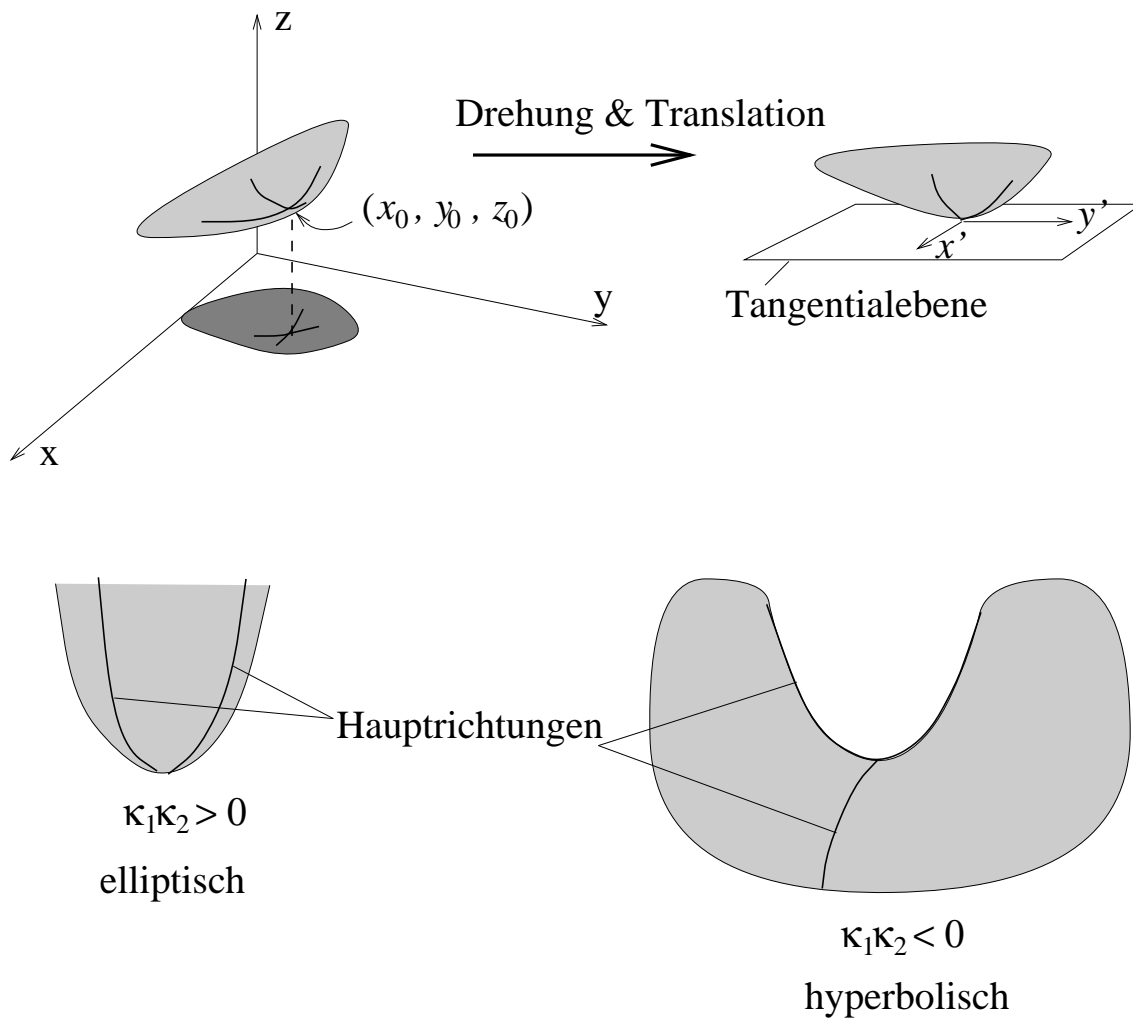 z
Drehung & Translation
(x₀, y₀, z₀)
y'
x'
Tangentialebene
y
x
Hauptrichtungen
κ₁κ₂ > 0
elliptisch
κ₁κ₂ < 0
hyperbolisch